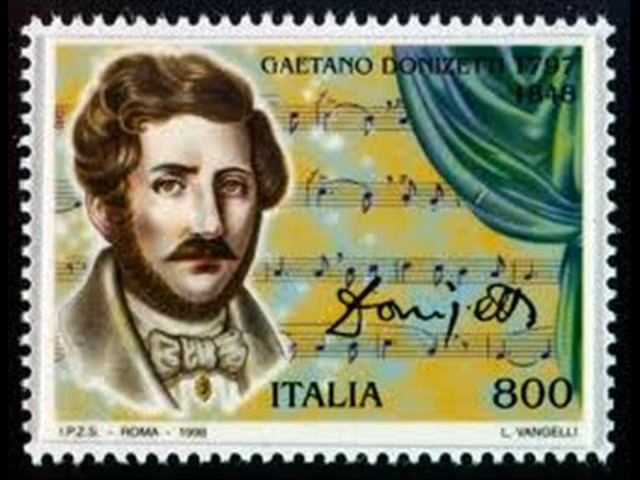 GAETANO DONIZETTI 1797
1848
Donizetti
ITALIA 800
I.P.Z.S. - ROMA - 1998 L. VANGELLI